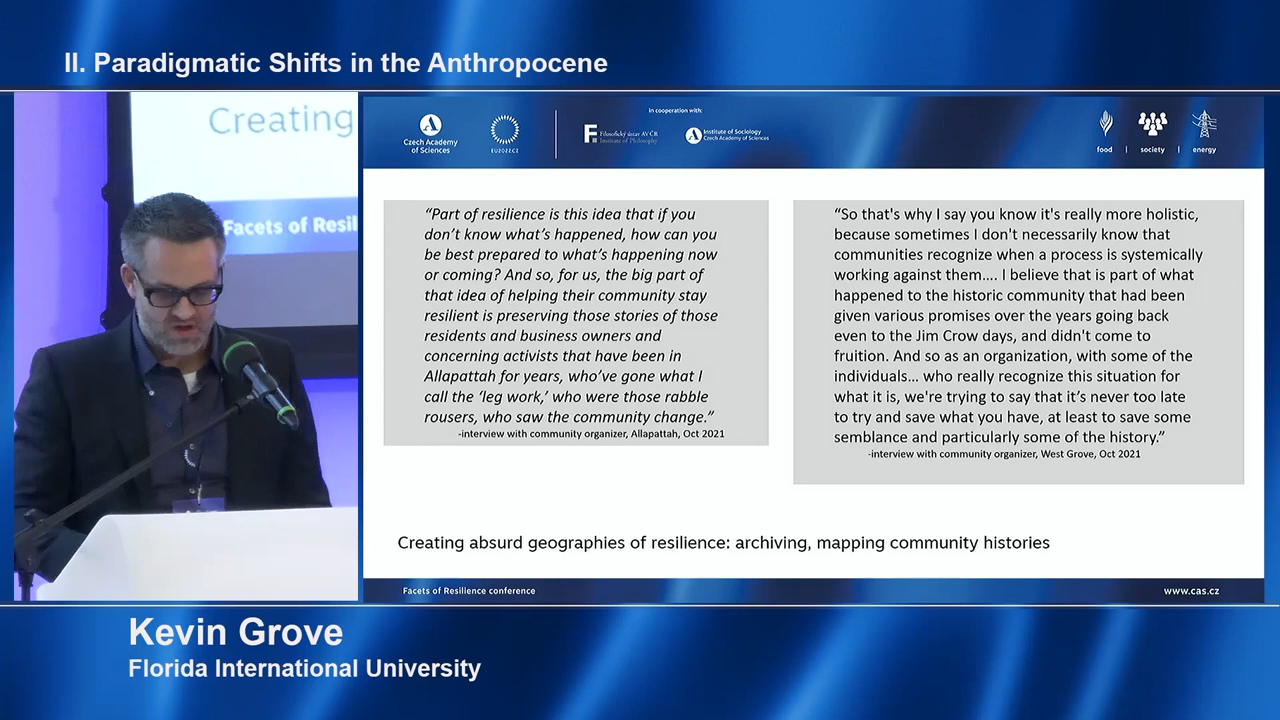 II. Paradigmatic Shifts in the Anthropocene
Creating
Facets of Resil
In cooperation with:
Czech Academy
of Sciences
EU2022CZ
Filosofický ústav AV ČR
Institute of Philosophy
Institute of Sociology
Czech Academy of Sciences
food | society | energy
“Part of resilience is this idea that if you
don’t know what’s happened, how can you
be best prepared to what’s happening now
or coming? And so, for us, the big part of
that idea of helping their community stay
resilient is preserving those stories of those
residents and business owners and
concerning activists that have been in
Allapattah for years, who’ve gone what I
call the ‘leg work,’ who were those rabble
rousers, who saw the community change.”
-interview with community organizer, Allapattah, Oct 2021
“So that's why I say you know it's really more holistic,
because sometimes I don't necessarily know that
communities recognize when a process is systemically
working against them.... I believe that is part of what
happened to the historic community that had been
given various promises over the years going back
even to the Jim Crow days, and didn't come to
fruition. And so as an organization, with some of the
individuals... who really recognize this situation for
what it is, we're trying to say that it’s never too late
to try and save what you have, at least to save some
semblance and particularly some of the history.”
-interview with community organizer, West Grove, Oct 2021
Creating absurd geographies of resilience: archiving, mapping community histories
Facets of Resilience conference
www.cas.cz
Kevin Grove
Florida International University